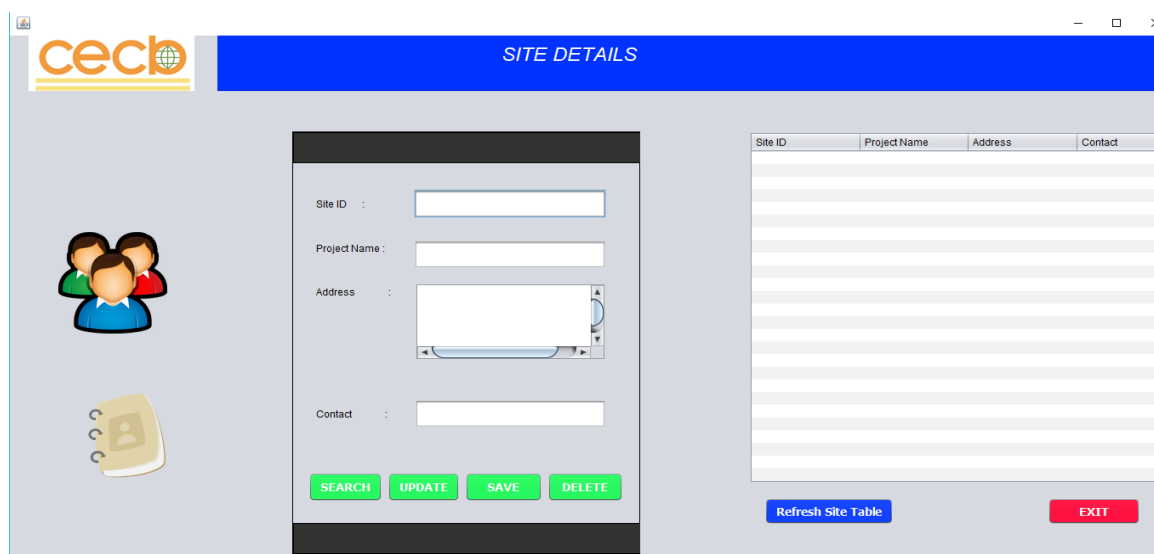 cecb
SITE DETAILS
Site ID :
Project Name :
Address :
Contact :
SEARCH UPDATE SAVE DELETE
Site ID Project Name Address Contact
Refresh Site Table EXIT